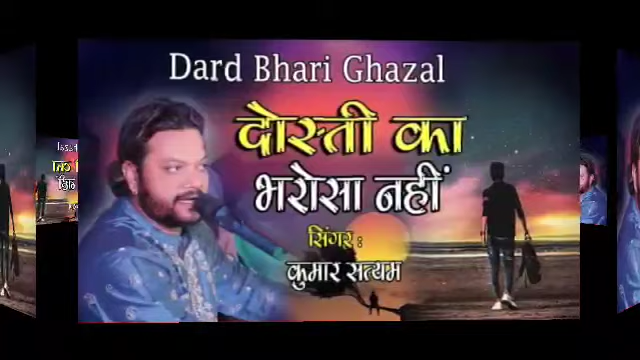 Dard Bhari Ghazal
दोस्ती का
भरोसा नहीं
सिंगर :
कुमार सत्यम